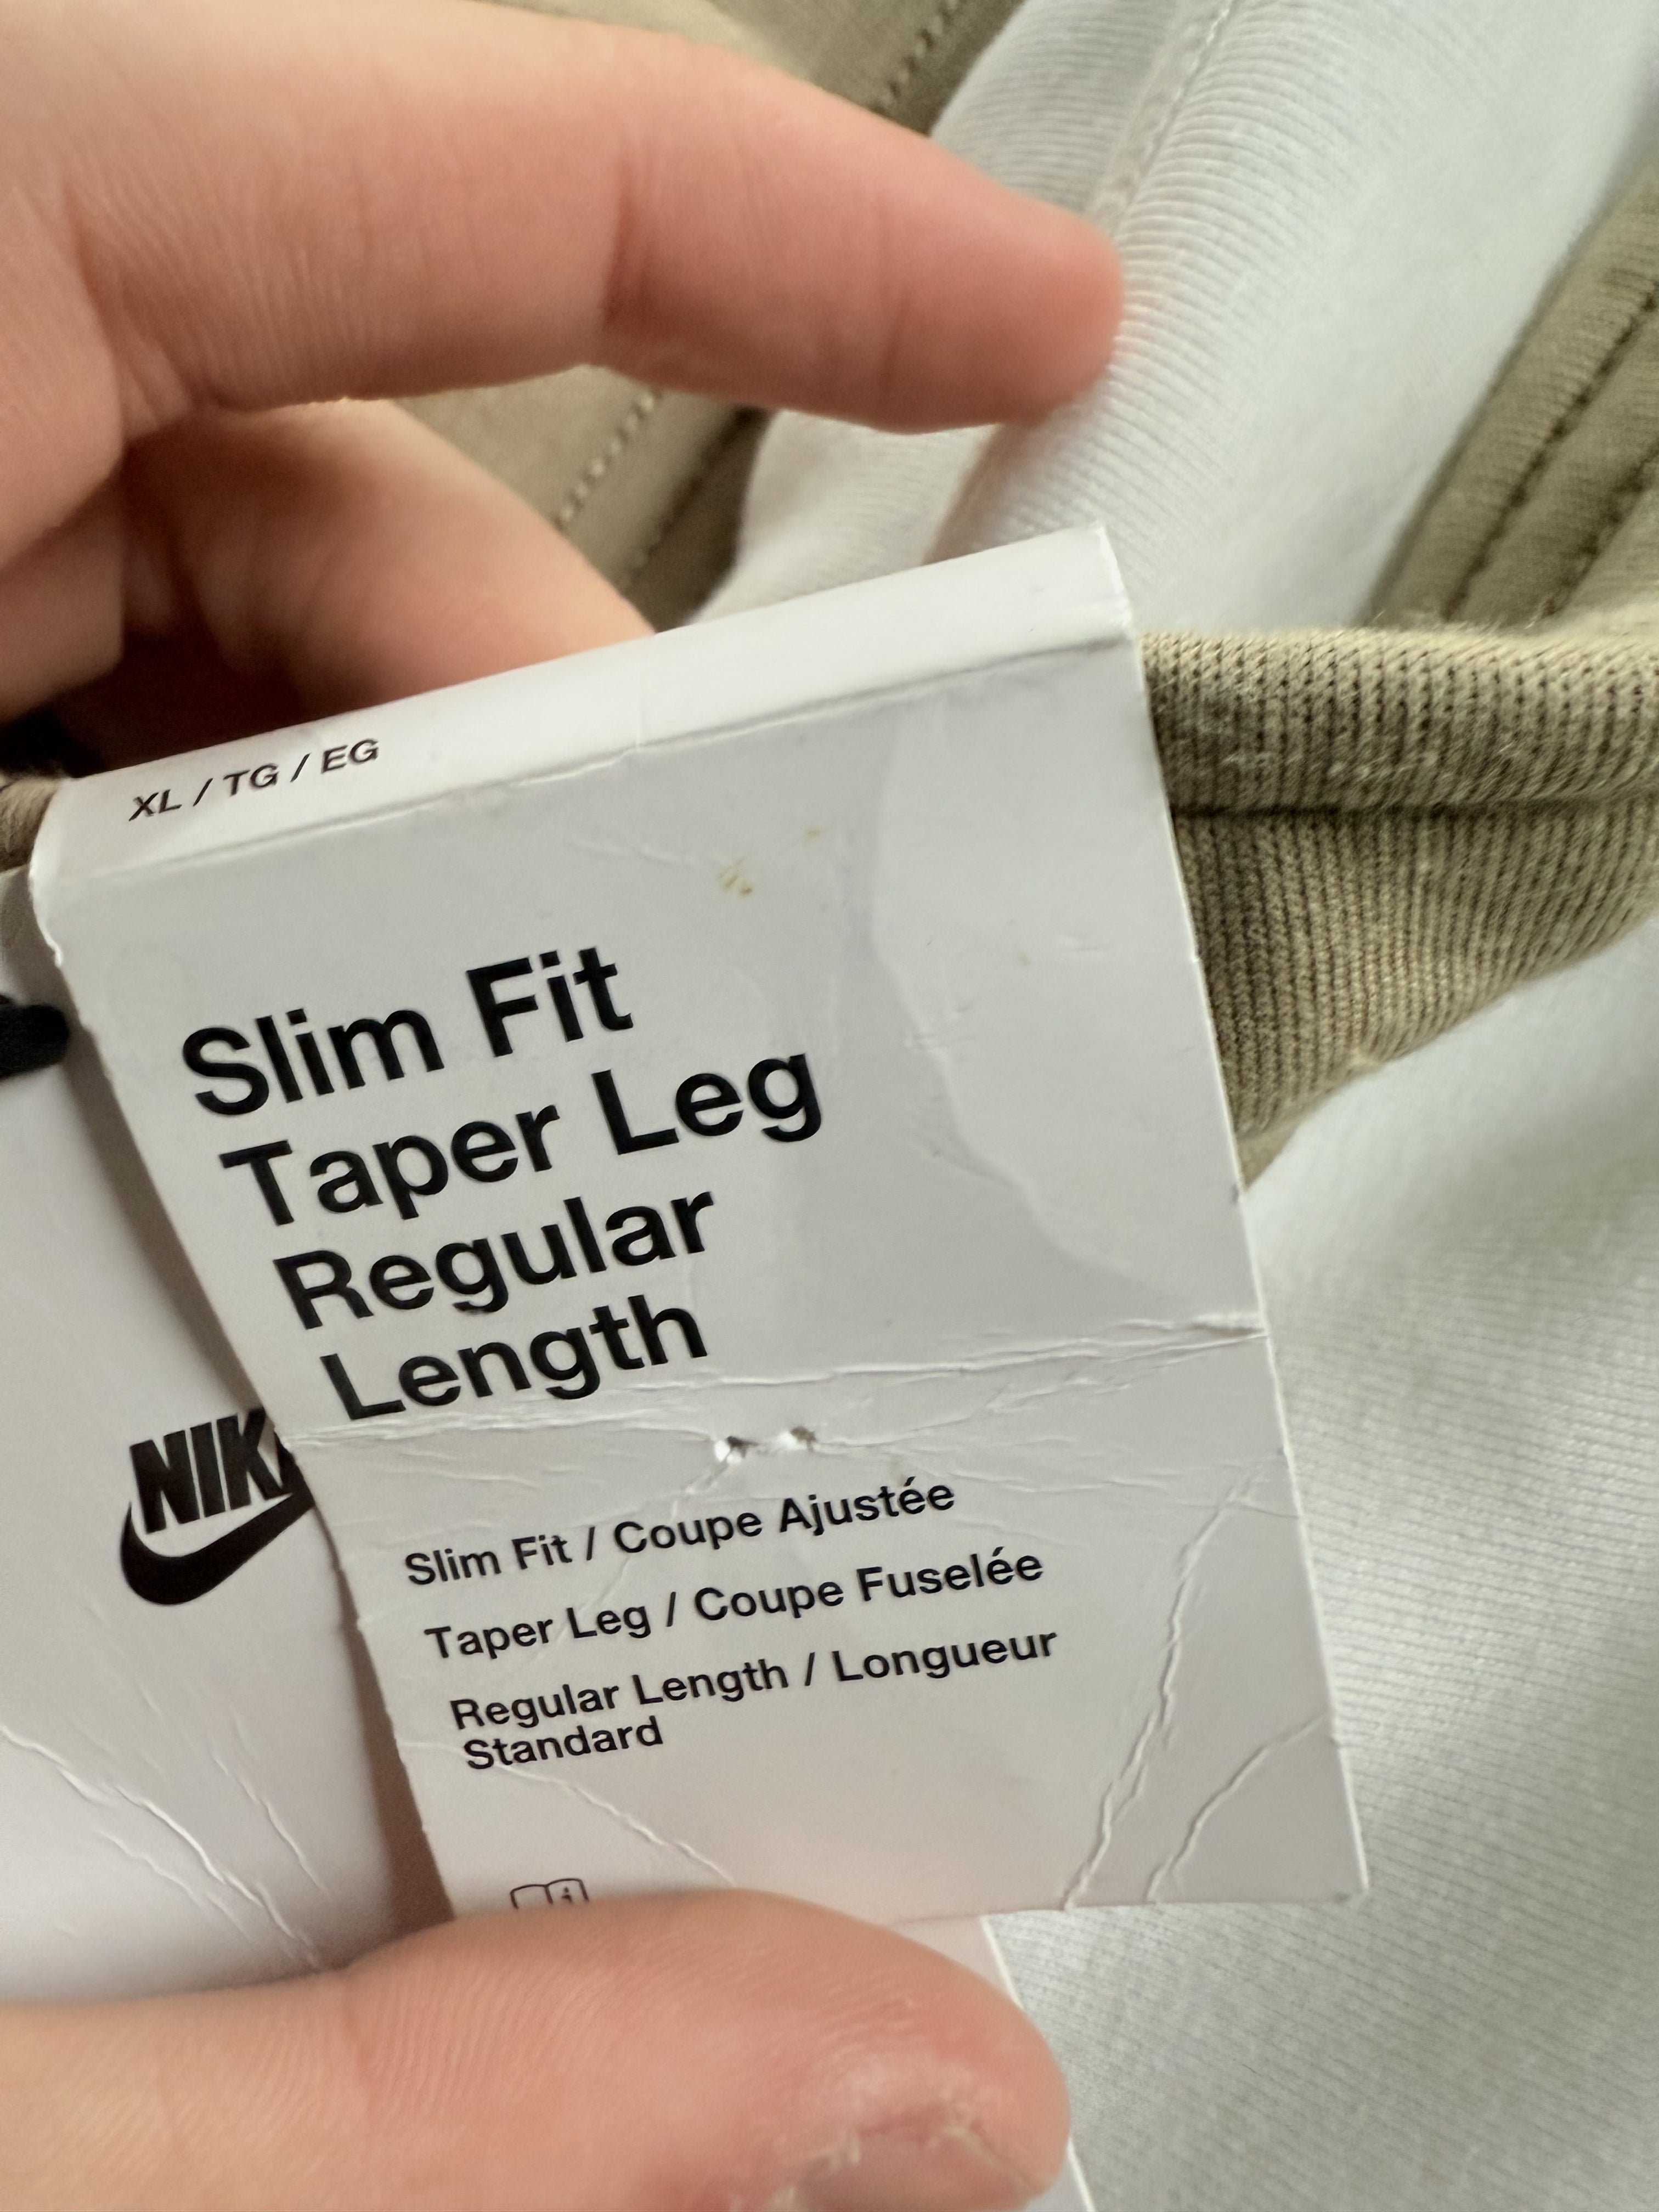 XL / TG / EG
Slim Fit
Taper Leg
Regular
Length
NIK
Slim Fit / Coupe Ajustée
Taper Leg / Coupe Fuselée
Regular Length / Longueur
Standard
i